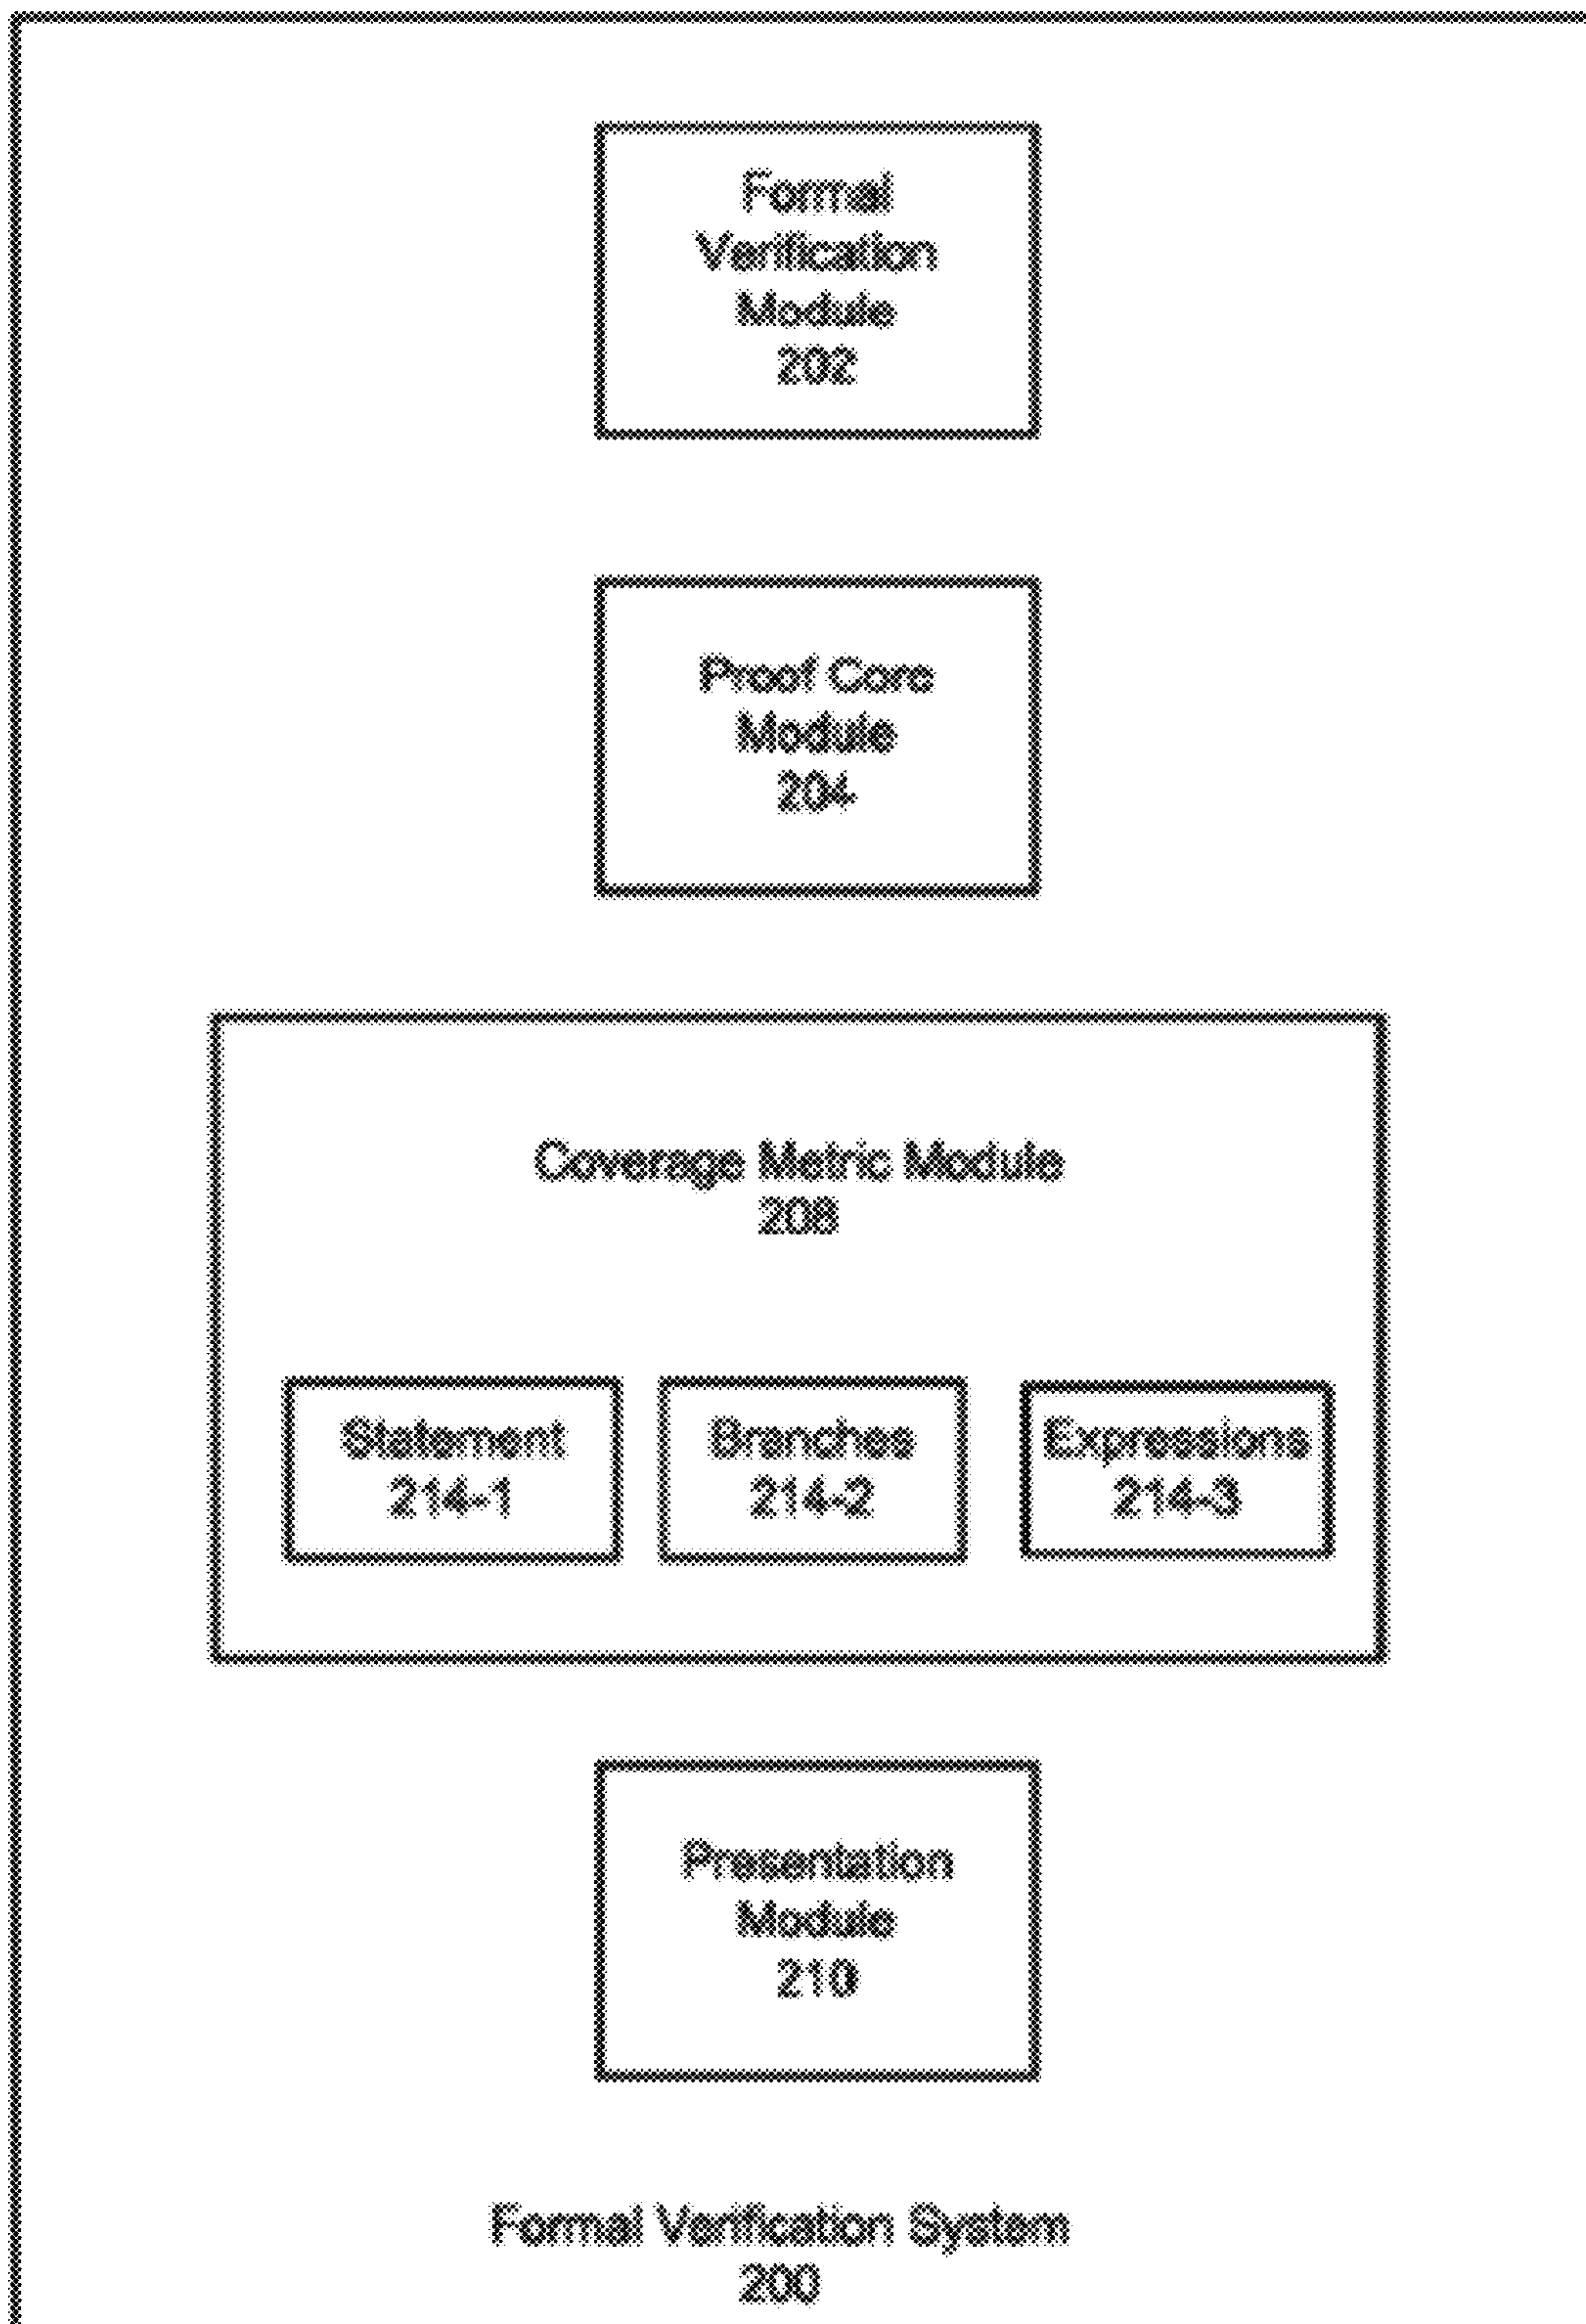 Formal
Verification
Module
202
Proof Core
Module
204
Coverage Metric Module
208
Statement
214-1
Branches
214-2
Expressions
214-3
Presentation
Module
210
Formal Verification System
200